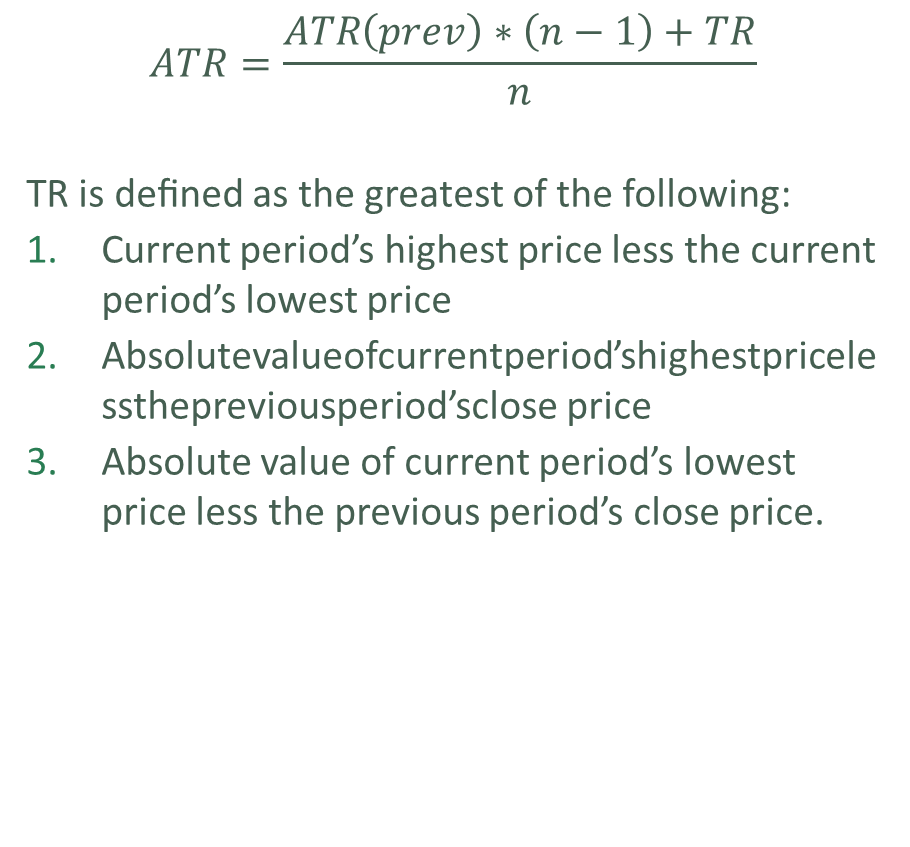 ATR = \frac{ATR(prev) * (n − 1) + TR}{n}
TR is defined as the greatest of the following:
1. Current period’s highest price less the current
period’s lowest price
2. Absolutevalueofcurrentperiod’shighestpricele
ssthepreviousperiod’sclose price
3. Absolute value of current period’s lowest
price less the previous period’s close price.